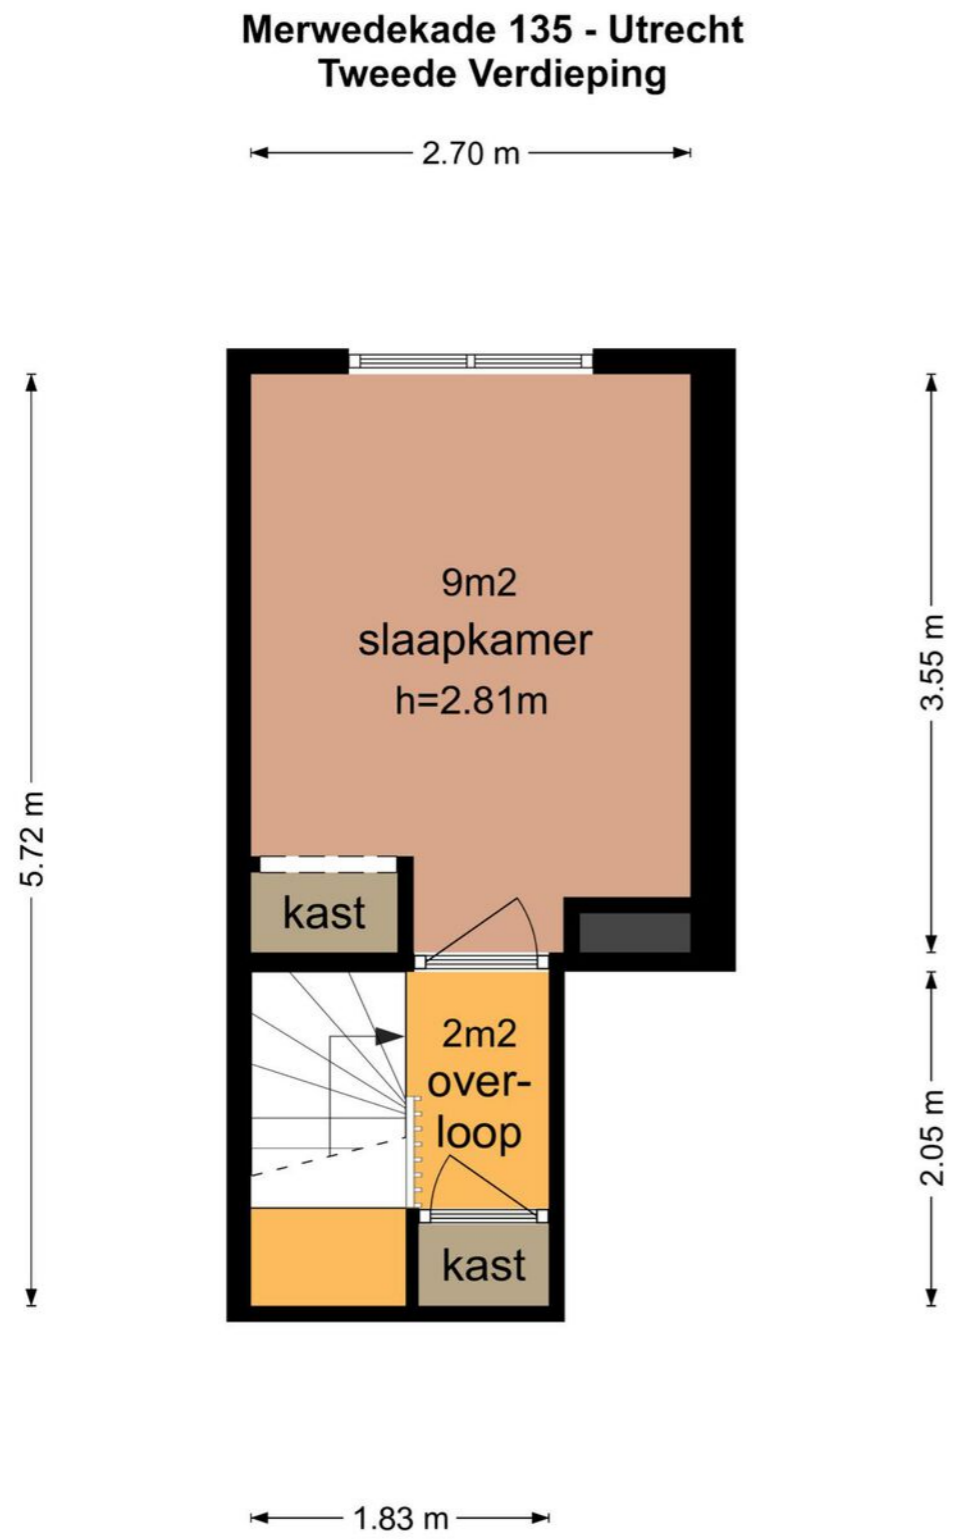 Merwedekade 135 - Utrecht
Tweede Verdieping
2.70 m
9m2
slaapkamer
h=2.81m
3.55 m
5.72 m
kast
2m2
over-
loop
2.05 m
kast
1.83 m